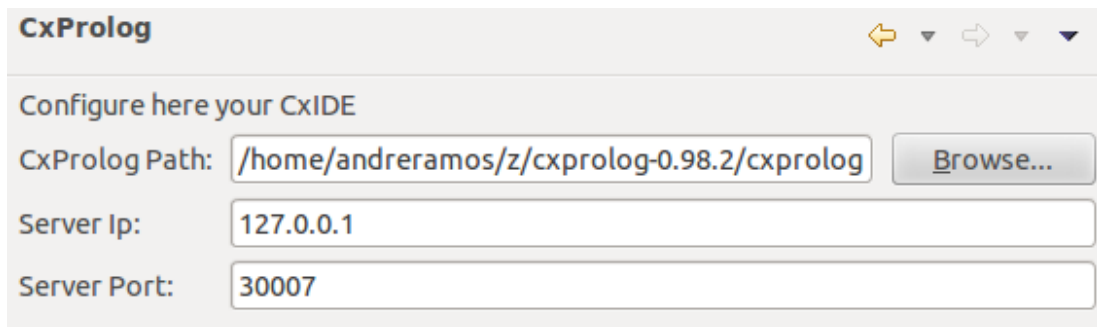 CxProlog
Configure here your CxIDE
CxProlog Path: /home/andreramos/z/cxprolog-0.98.2/cxprolog Browse...
Server Ip: 127.0.0.1
Server Port: 30007